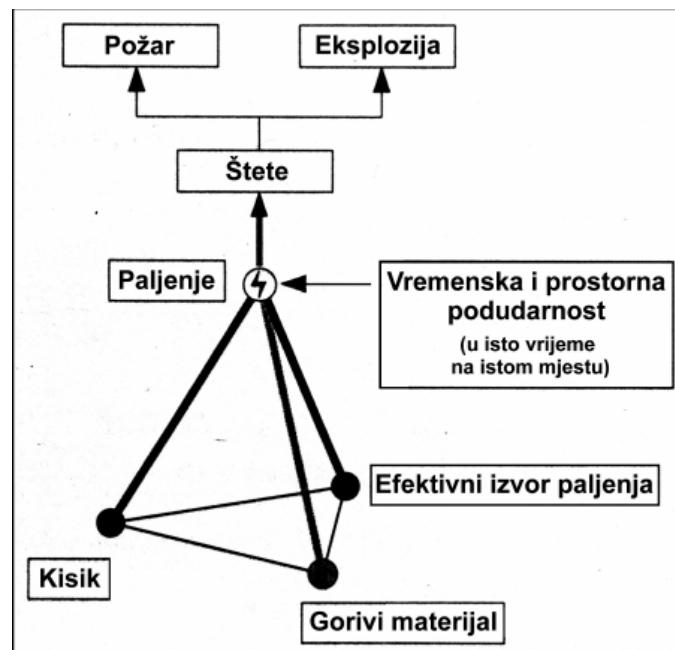 Požar
Eksplozija
Štete
Paljenje
Vremenska i prostorna
podudarnost
(u isto vrijeme
na istom mjestu)
Efektivni izvor paljenja
Kisik
Gorivi materijal